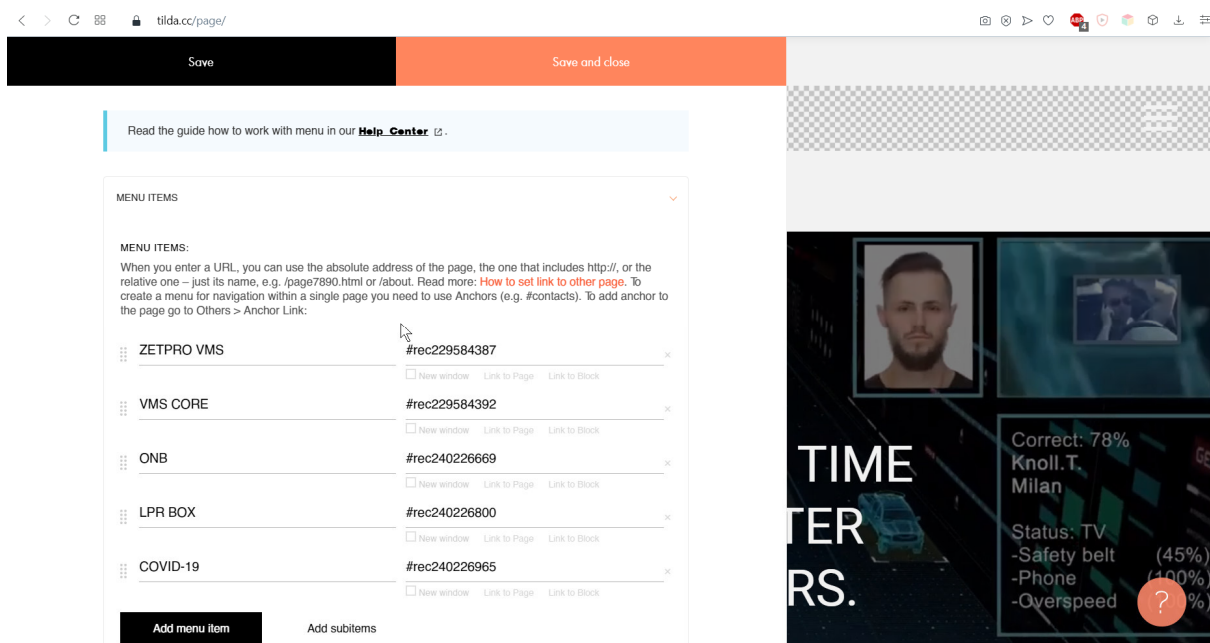 tilda.cc/page/
4
Save
Save and close
Read the guide how to work with menu in our Help Center .
MENU ITEMS
MENU ITEMS:
When you enter a URL, you can use the absolute address of the page, the one that includes http://, or the
relative one – just its name, e.g. /page7890.html or /about. Read more: How to set link to other page. To
create a menu for navigation within a single page you need to use Anchors (e.g. #contacts). To add anchor to
the page go to Others > Anchor Link:
ZETPRO VMS #rec229584387
New window Link to Page Link to Block
VMS CORE #rec229584392
New window Link to Page Link to Block
ONB #rec240226669
New window Link to Page Link to Block
LPR BOX #rec240226800
New window Link to Page Link to Block
COVID-19 #rec240226965
New window Link to Page Link to Block
Add menu item Add subitems
TIME
TER
RS.
Correct: 78%
Knoll.T.
Milan
Status: TV
-Safety belt (45%)
-Phone (100%)
-Overspeed %)
?